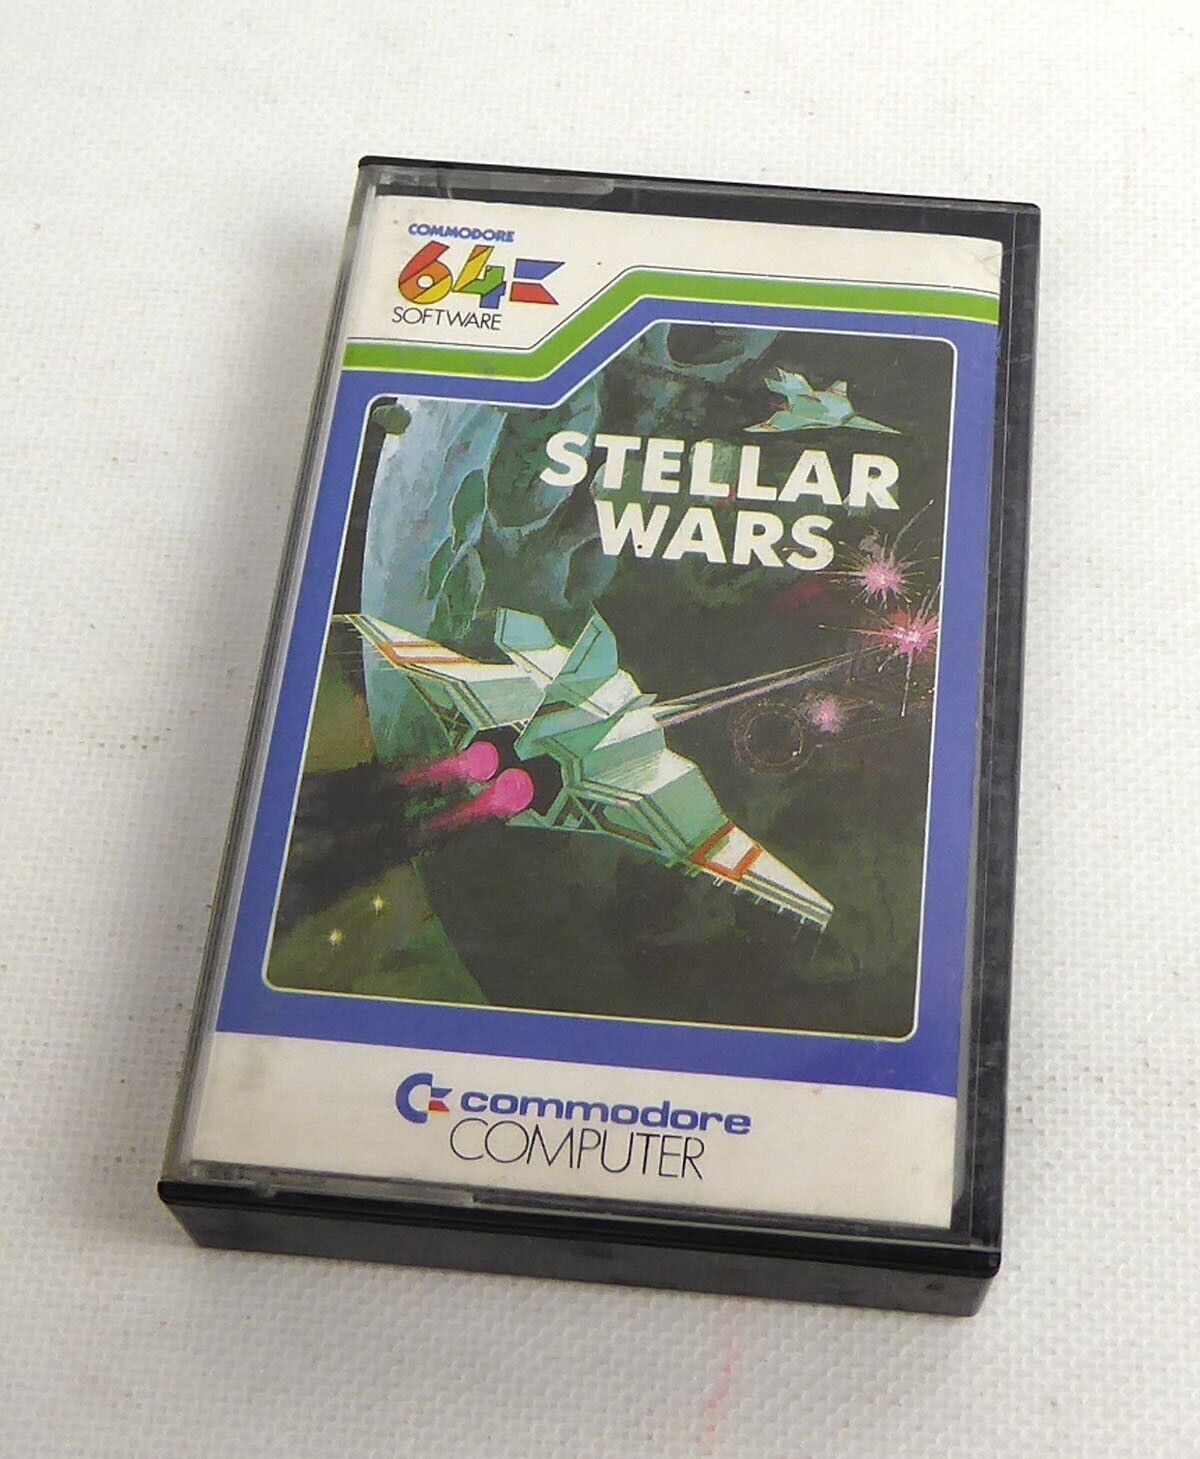 COMMODORE
64
SOFTWARE
STELLAR
WARS
commodore
COMPUTER